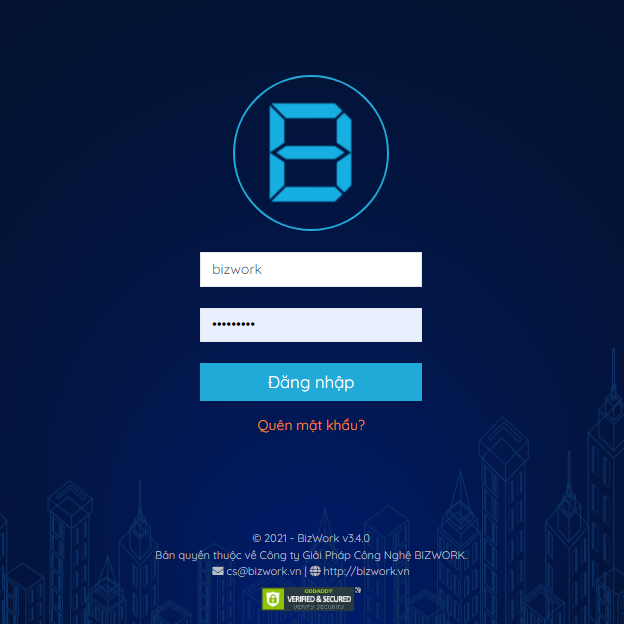 bizwork
•••••••••
Đăng nhập
Quên mật khẩu?
© 2021 - BizWork v3.4.0
Bản quyền thuộc về Công ty Giải Pháp Công Nghệ BIZWORK.
cs@bizwork.vn | http://bizwork.vn
GODADDY
VERIFIED & SECURED
VERIFY SECURITY